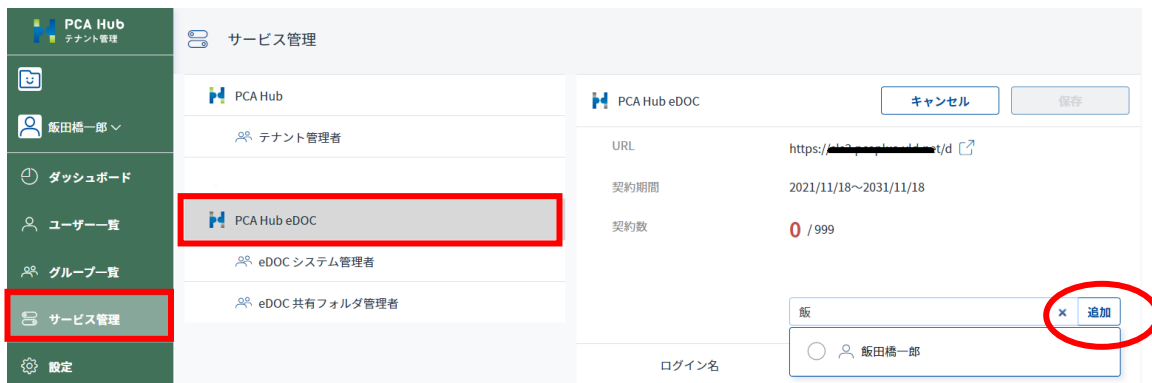 PCA Hub
テナント管理
飯田橋一郎
ダッシュボード
ユーザー一覧
グループ一覧
サービス管理
設定
サービス管理
PCA Hub
テナント管理者
PCA Hub eDOC
eDOC システム管理者
eDOC 共有フォルダ管理者
PCA Hub eDOC
キャンセル 保存
URL https:// t/d
契約期間 2021/11/18～2031/11/18
契約数 0 / 999
飯 × 追加
飯田橋一郎
ログイン名